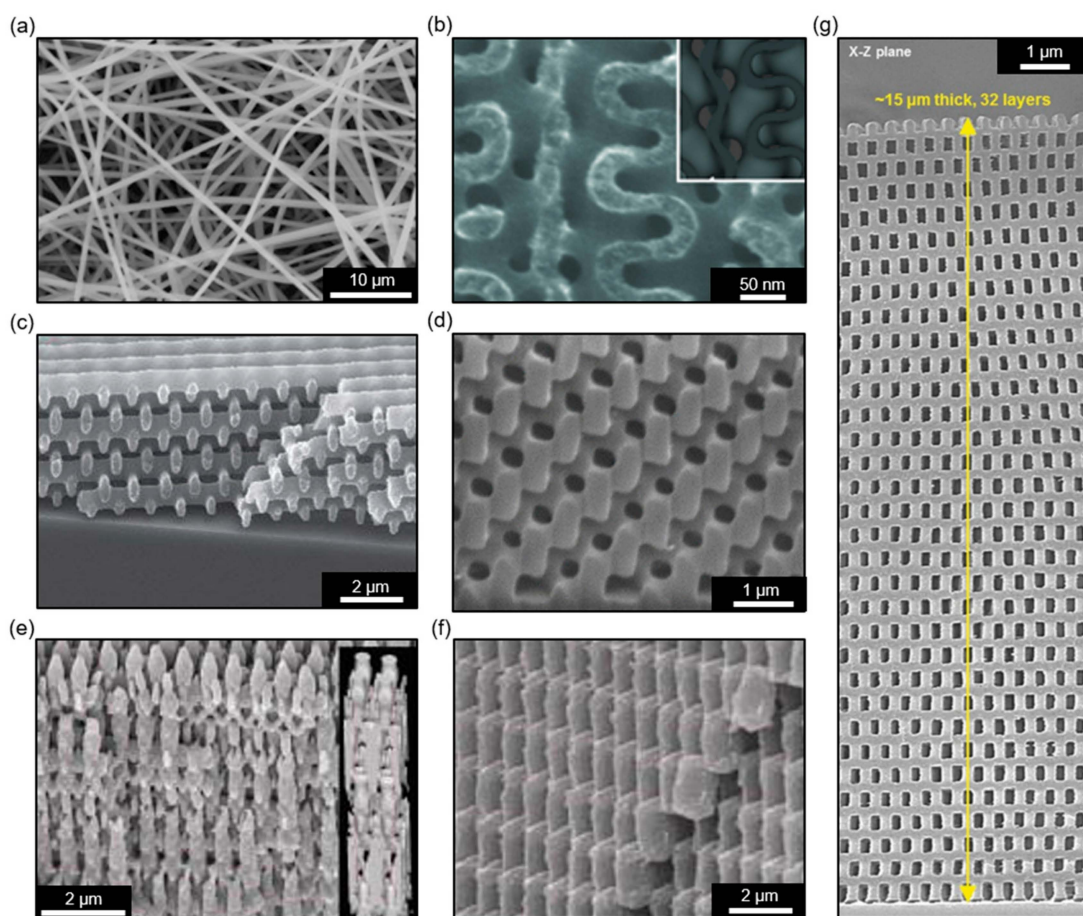 (a)
10 µm
(b)
50 nm
(c)
2 µm
(d)
1 µm
(e)
2 µm
(f)
2 µm
(g)
X-Z plane
1 µm
~15 µm thick, 32 layers